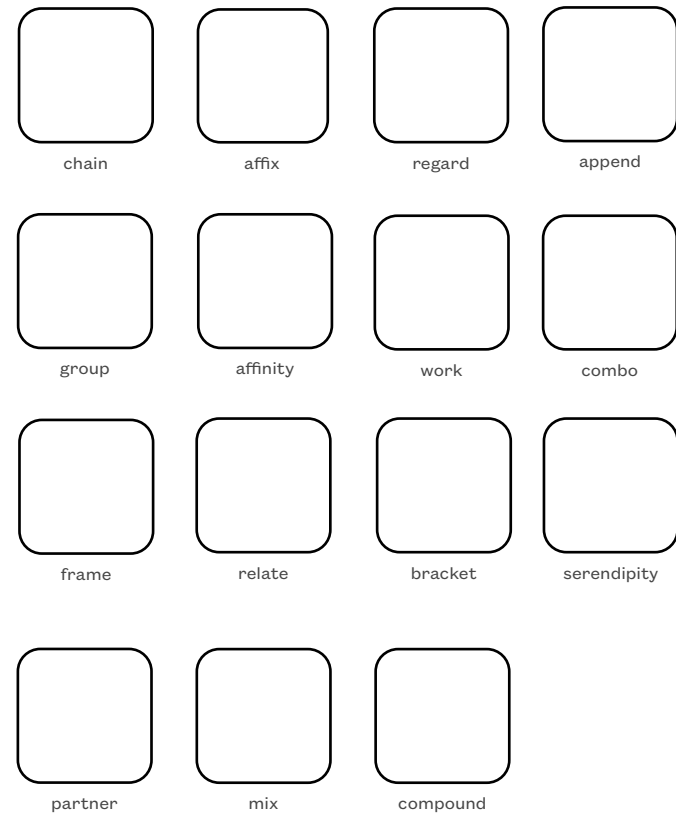 chain affix regard append
group affinity work combo
frame relate bracket serendipity
partner mix compound